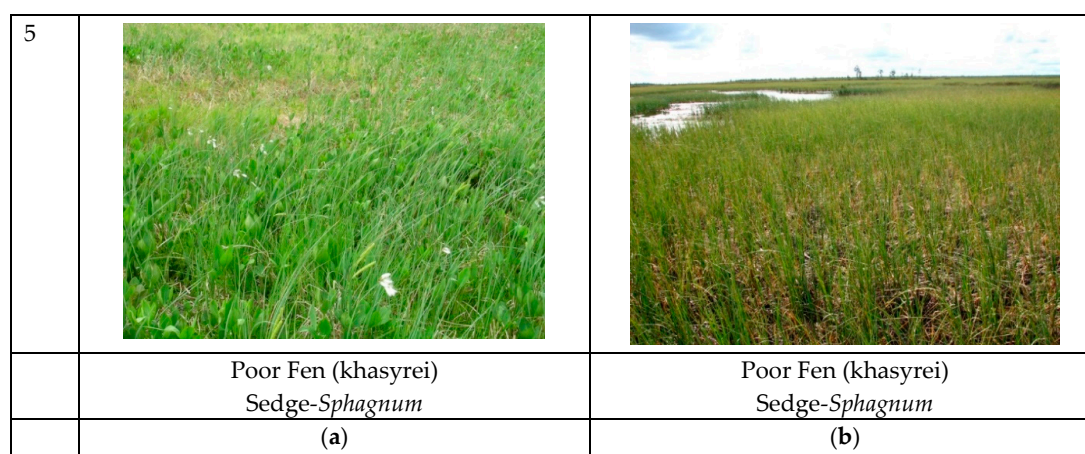 5
Poor Fen (khasyrei)
Sedge-Sphagnum
Poor Fen (khasyrei)
Sedge-Sphagnum
(a)
(b)